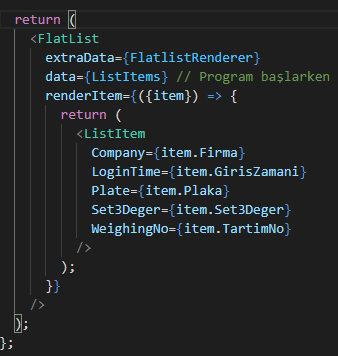 return (
<FlatList
extraData={FlatlistRenderer}
data={ListItems} // Program başlarken
renderItem={({item}) => {
return (
<ListItem
Company={item.Firma}
LoginTime={item.GirisZamani}
Plate={item.Plaka}
Set3Deger={item.Set3Deger}
WeighingNo={item.TartimNo}
/>
);
}}
/>
);
};